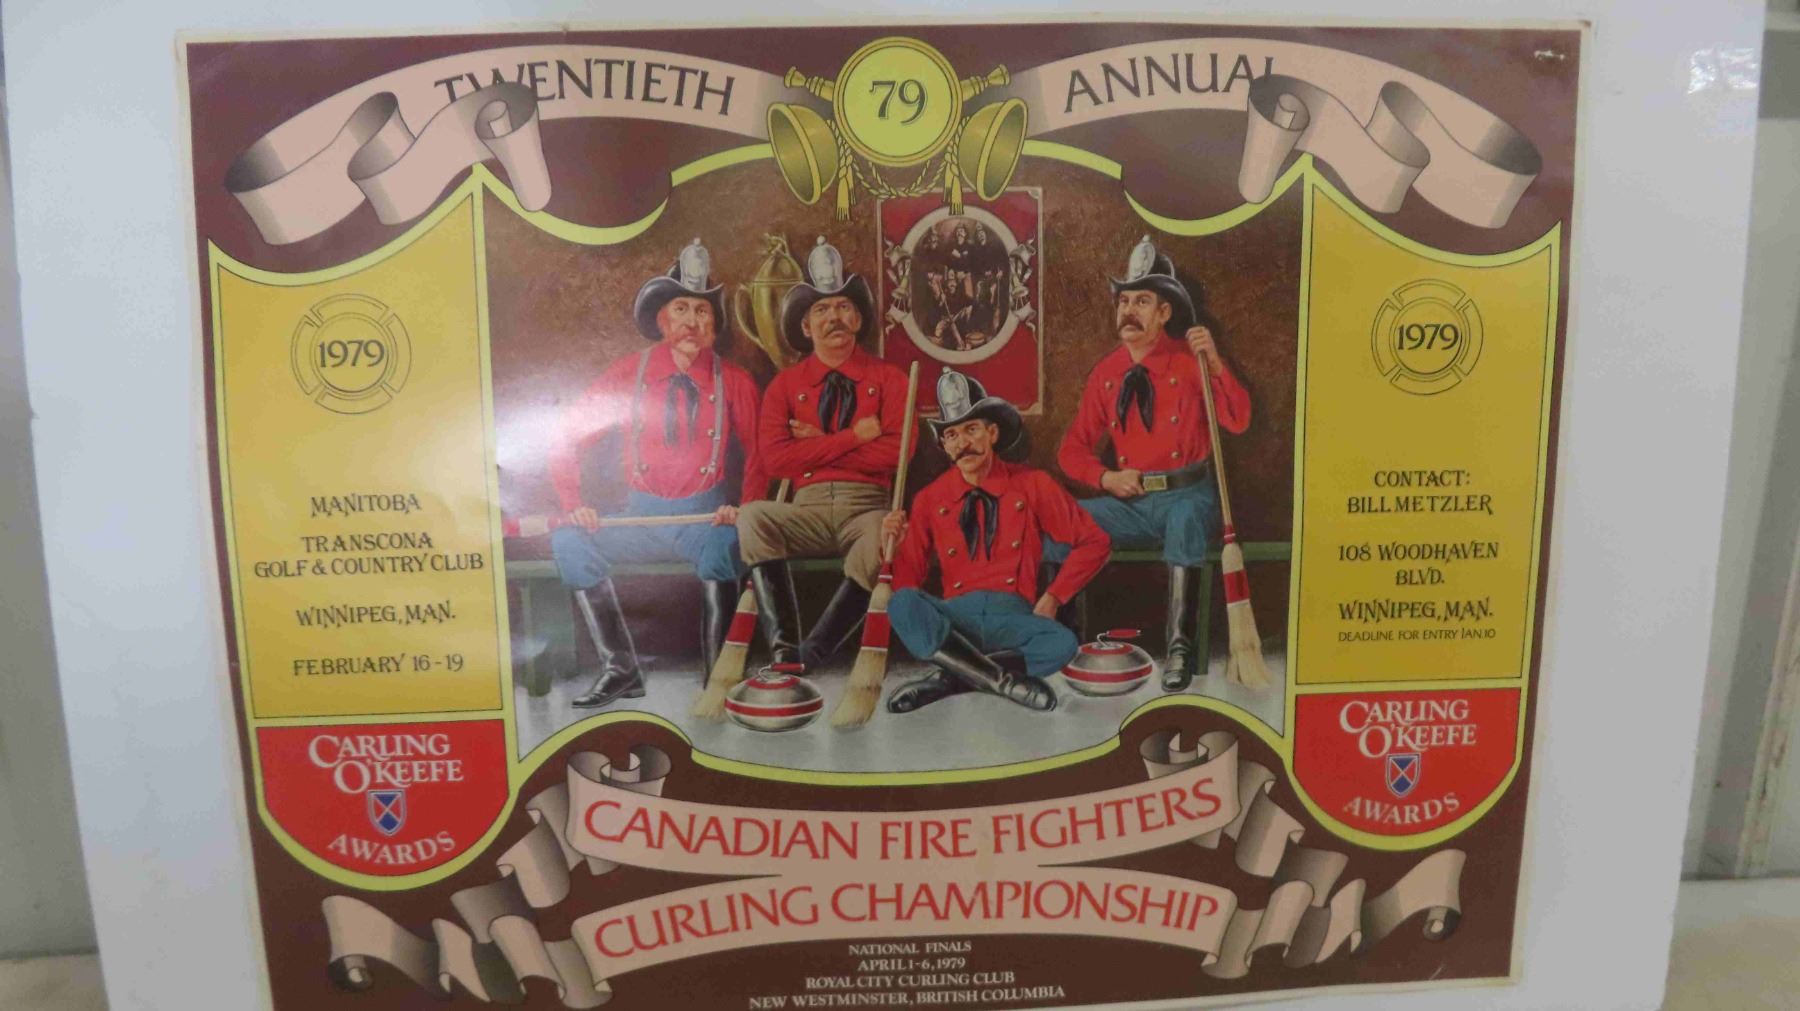 TWENTIETH
79
ANNUAL
1979
MANITOBA
TRANSCONA
GOLF & COUNTRY CLUB
WINNIPEG, MAN.
FEBRUARY 16-19
CARLING
O'KEEFE
AWARDS
1979
CONTACT:
BILL METZLER
108 WOODHAVEN
BLVD.
WINNIPEG, MAN.
DEADLINE FOR ENTRY JAN.10
CARLING
O'KEEFE
AWARDS
CANADIAN FIRE FIGHTERS
CURLING CHAMPIONSHIP
NATIONAL FINALS
APRIL 1-6, 1979
ROYAL CITY CURLING CLUB
NEW WESTMINSTER, BRITISH COLUMBIA